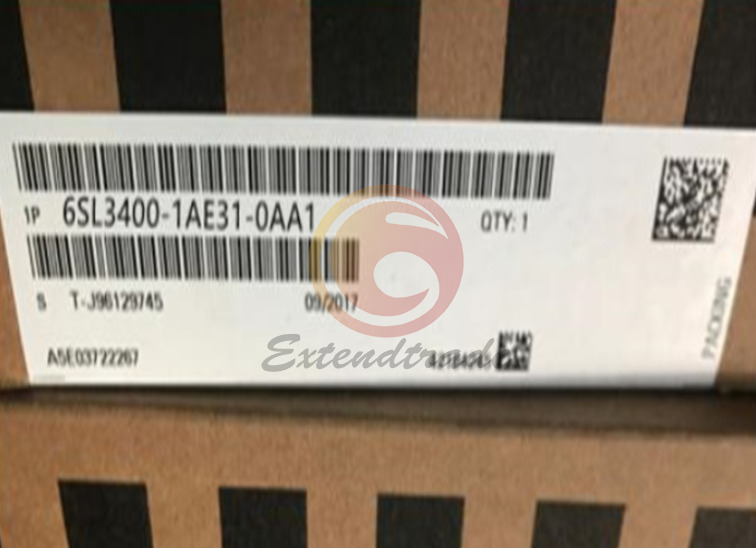 1P 6SL3400-1AE31-0AA1 QTY: 1
S T-J96129745 09/2017
A5E03722267
PACKING
Extendtrade